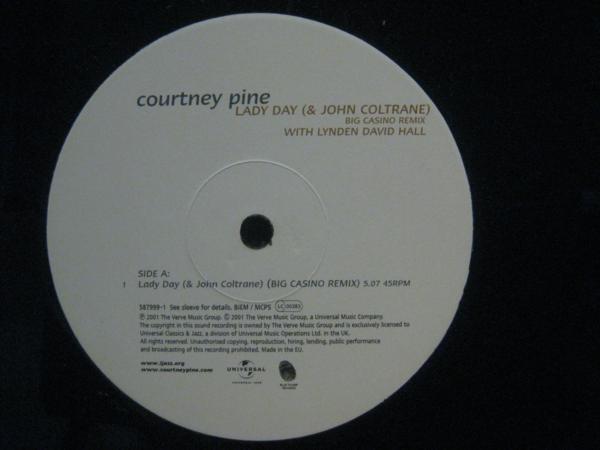 courtney pine
LADY DAY (& JOHN COLTRANE)
BIG CASINO REMIX
WITH LYNDEN DAVID HALL
SIDE A:
1 Lady Day (& John Coltrane) (BIG CASINO REMIX) 5.07 45RPM
587999-1 See sleeve for details. BIEM / MCPS LC 00383
℗ 2001 The Verve Music Group. © 2001 The Verve Music Group, a Universal Music Company.
The copyright in this sound recording is owned by The Verve Music Group and is exclusively licensed to
Universal Classics & Jazz, a division of Universal Music Operations Ltd. in the UK.
All rights reserved. Unauthorised copying, reproduction, hiring, lending, public performance
and broadcasting of this recording prohibited. Made in the EU.
www.ijazz.org
www.courtneypine.com
UNIVERSAL